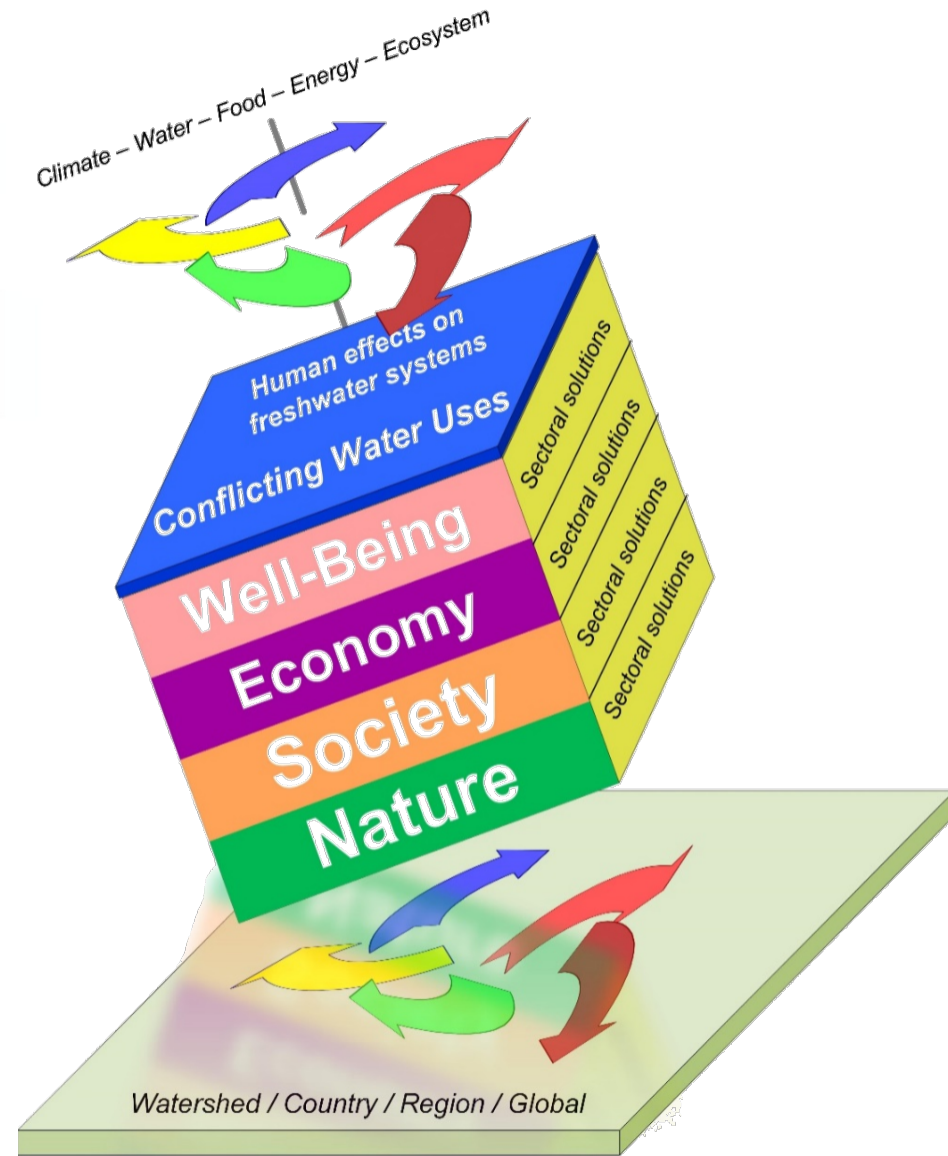 Climate – Water – Food – Energy – Ecosystem
Human effects on
freshwater systems
Conflicting Water Uses
Well-Being
Economy
Society
Nature
Sectoral solutions
Sectoral solutions
Sectoral solutions
Sectoral solutions
Watershed / Country / Region / Global